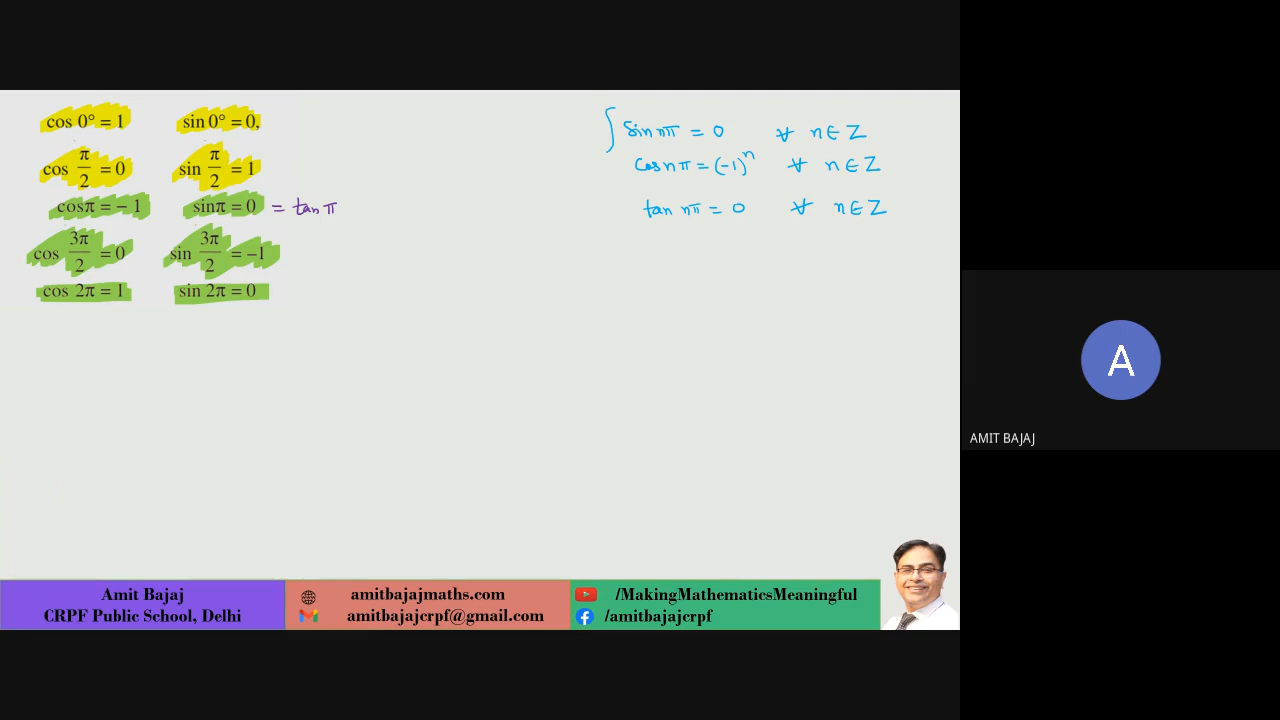 cos 0° = 1 sin 0° = 0,
cos π/2 = 0 sin π/2 = 1
cosπ = – 1 sinπ = 0 = tan π
cos 3π/2 = 0 sin 3π/2 = –1
cos 2π = 1 sin 2π = 0
∫ Sin nπ = 0 ∀ n ∈ Z
Cos n π = (-1)^n ∀ n ∈ Z
tan nπ = 0 ∀ n ∈ Z
A
AMIT BAJAJ
Amit Bajaj
CRPF Public School, Delhi
amitbajajmaths.com
amitbajajcrpf@gmail.com
/MakingMathematicsMeaningful
/amitbajajcrpf